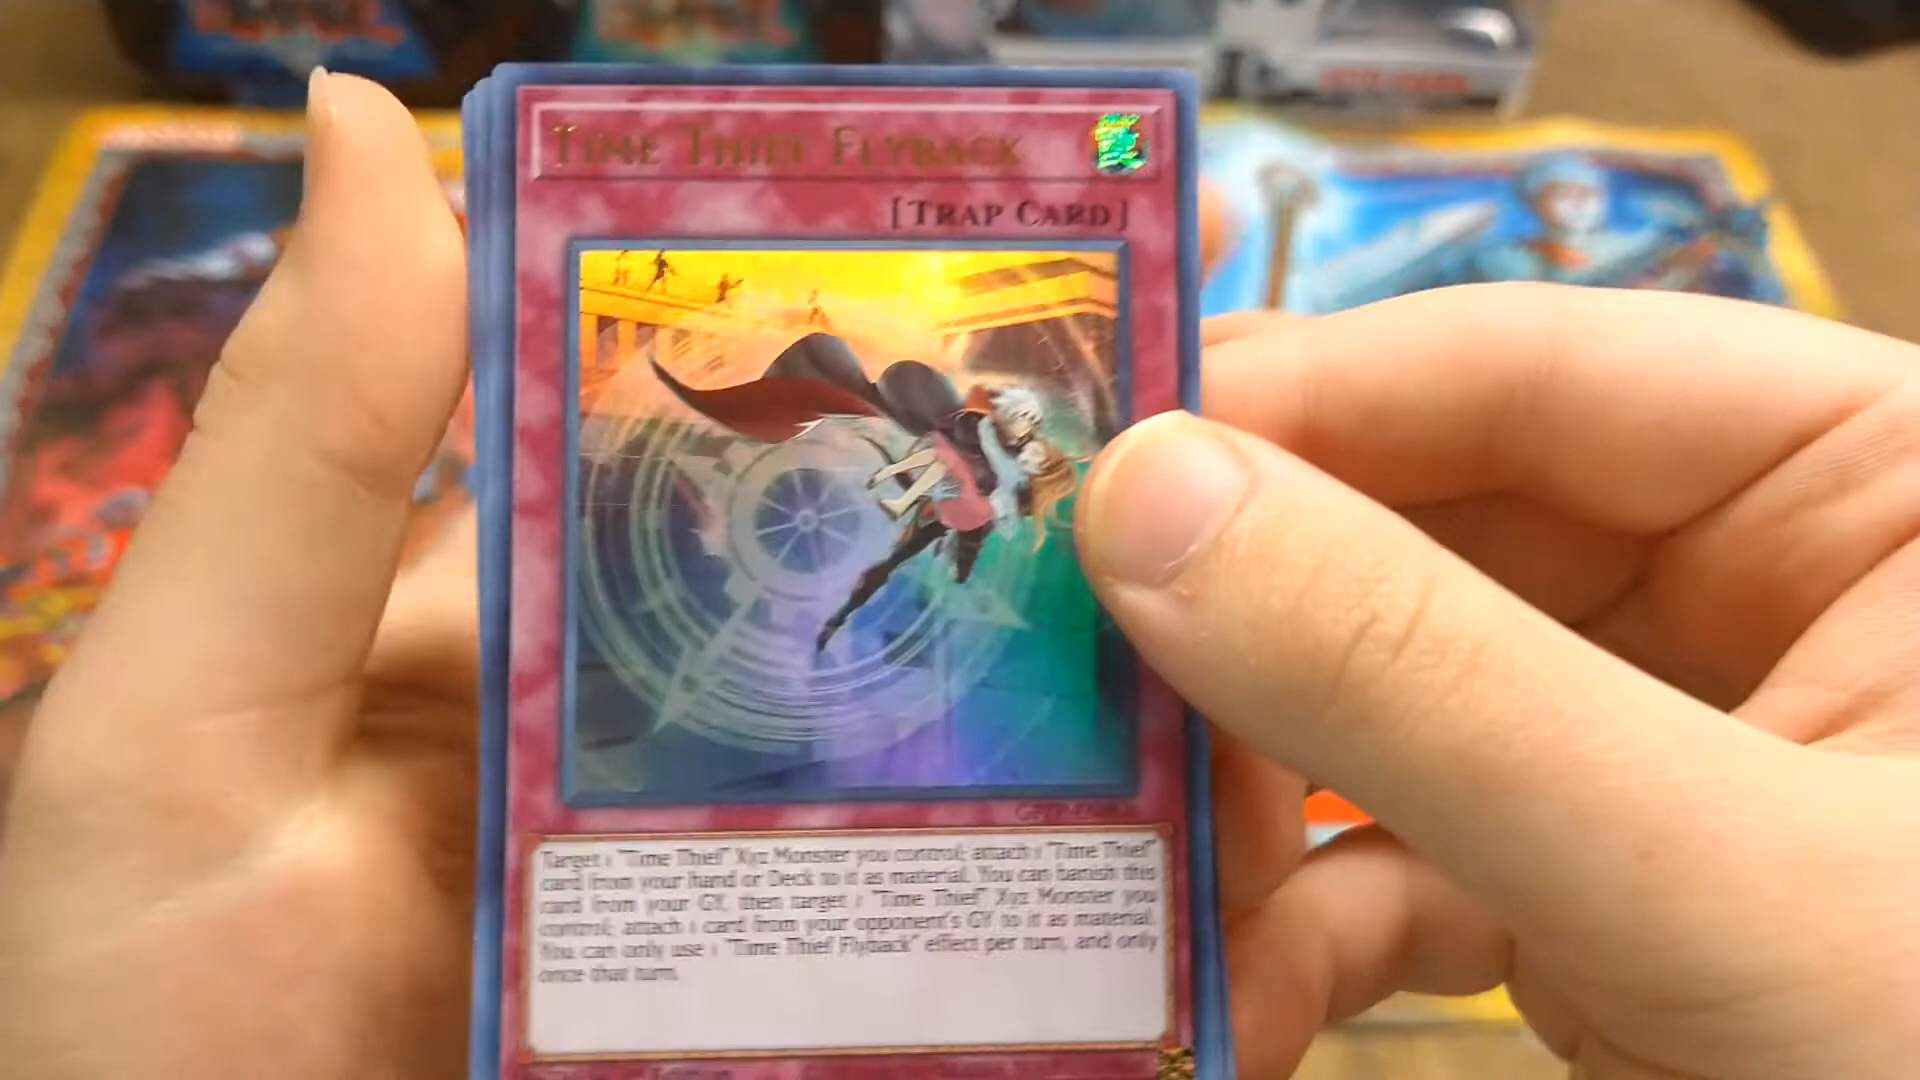 TIME THIEF FLYBACK
[TRAP CARD]
Target 1 "Time Thief" Xyz Monster you control; attach 1 "Time Thief"
card from your hand or Deck to it as material. You can banish this
card from your GY, then target 1 "Time Thief" Xyz Monster you
control; attach 1 card from your opponent's GY to it as material.
You can only use 1 "Time Thief Flyback" effect per turn, and only
once that turn.